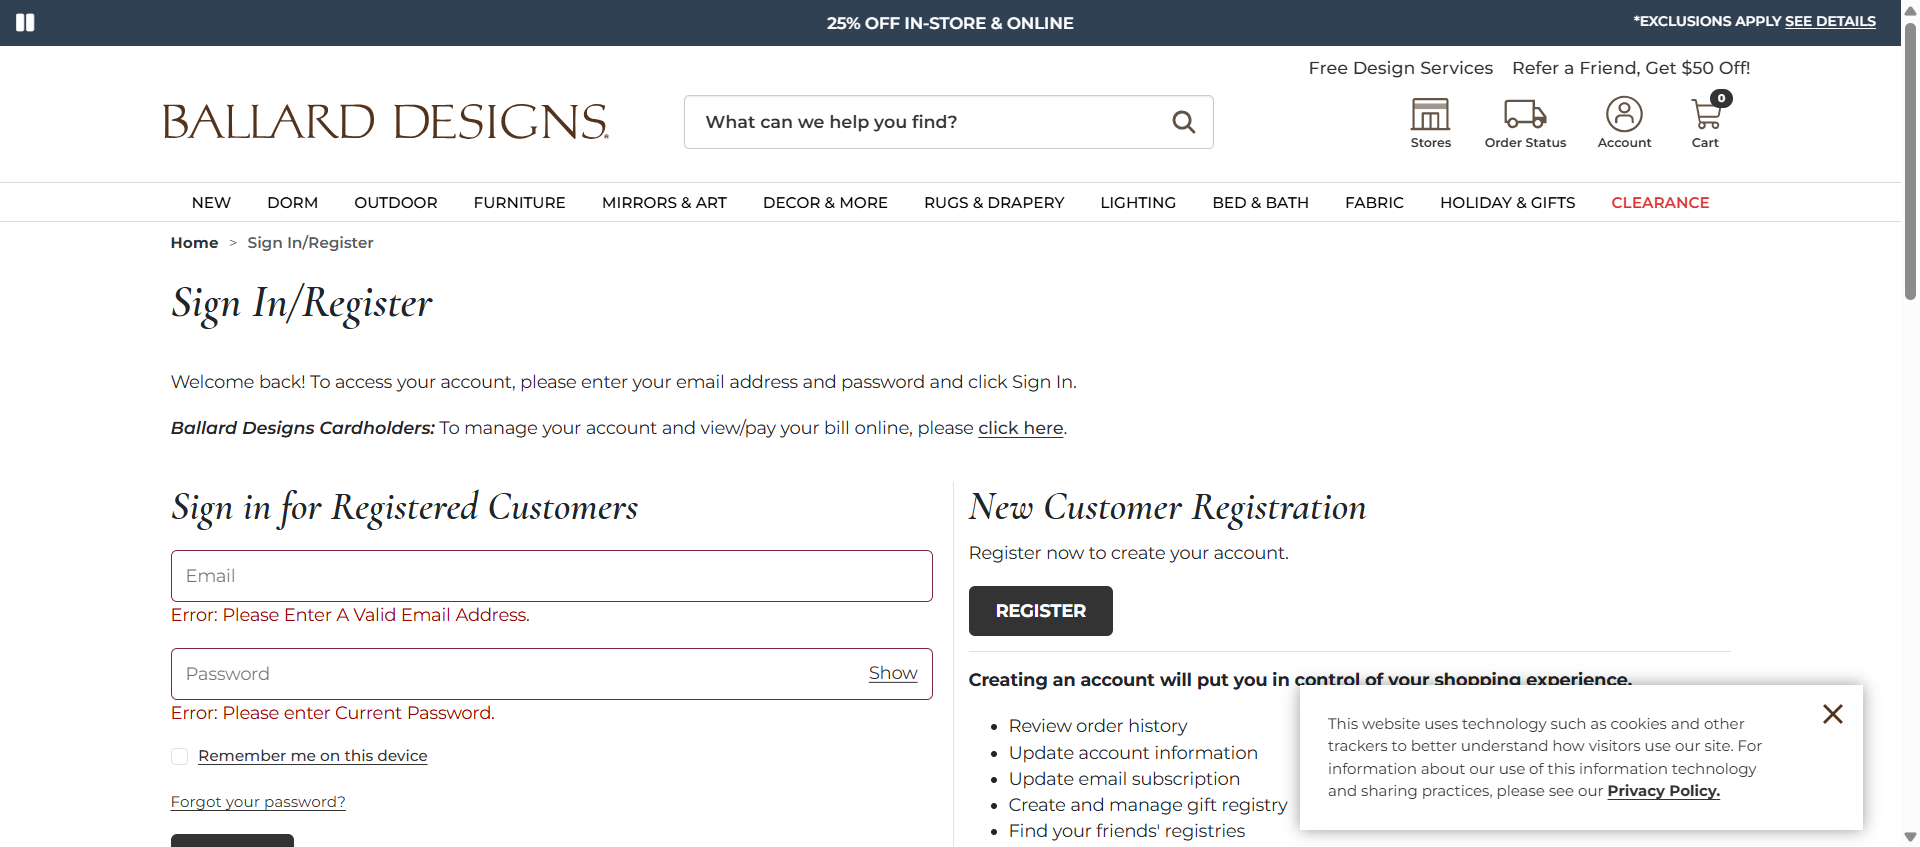 25% OFF IN-STORE & ONLINE
*EXCLUSIONS APPLY SEE DETAILS
Free Design Services Refer a Friend, Get $50 Off!
BALLARD DESIGNS®
What can we help you find?
Stores
Order Status
Account
0
Cart
NEW DORM OUTDOOR FURNITURE MIRRORS & ART DECOR & MORE RUGS & DRAPERY LIGHTING BED & BATH FABRIC HOLIDAY & GIFTS CLEARANCE
Home > Sign In/Register
Sign In/Register
Welcome back! To access your account, please enter your email address and password and click Sign In.
Ballard Designs Cardholders: To manage your account and view/pay your bill online, please click here.
Sign in for Registered Customers
Email
Error: Please Enter A Valid Email Address.
Password Show
Error: Please enter Current Password.
Remember me on this device
Forgot your password?
New Customer Registration
Register now to create your account.
REGISTER
Creating an account will put you in control of your shopping experience.
Review order history
Update account information
Update email subscription
Create and manage gift registry
Find your friends' registries
This website uses technology such as cookies and other
trackers to better understand how visitors use our site. For
information about our use of this information technology
and sharing practices, please see our Privacy Policy.